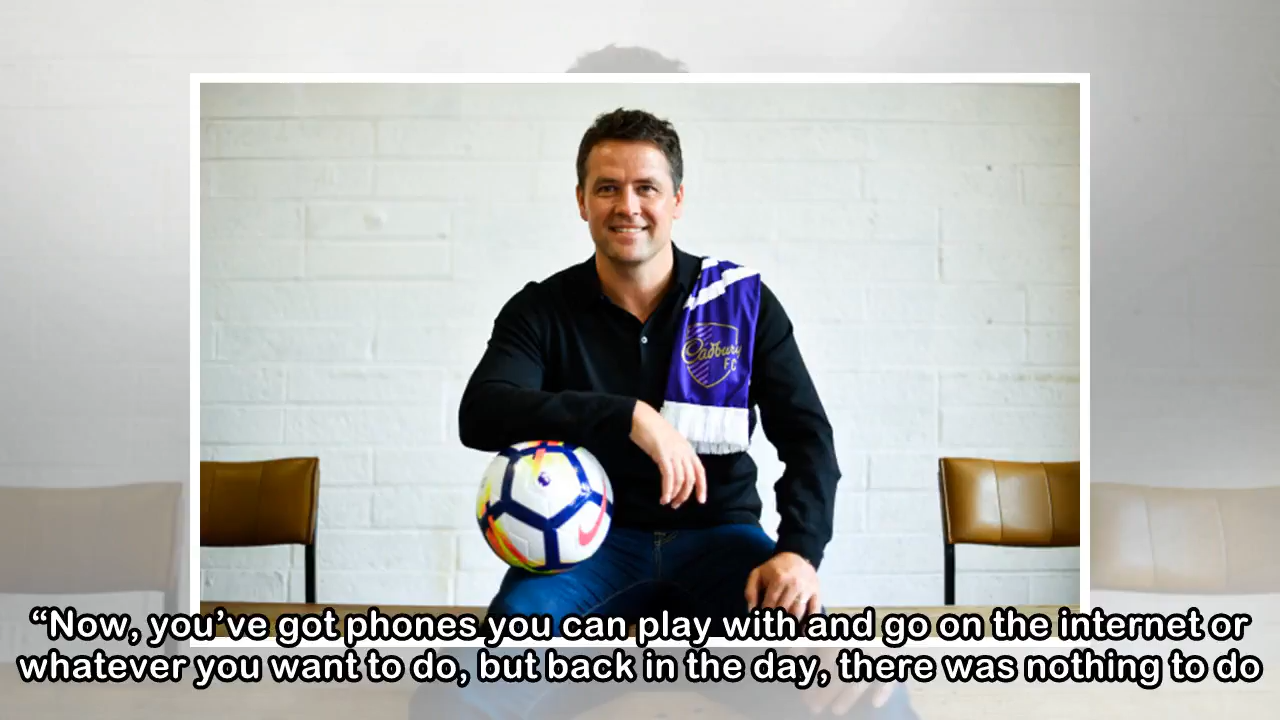 Cadbury
FC
“Now, you’ve got phones you can play with and go on the internet or
whatever you want to do, but back in the day, there was nothing to do